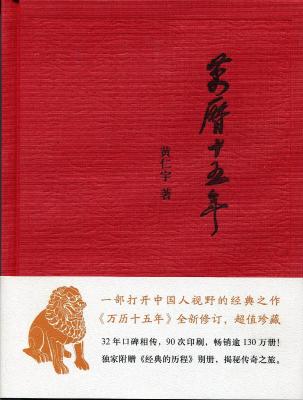 萬曆十五年
黄仁宇 著
一部打开中国人视野的经典之作
《万历十五年》全新修订，超值珍藏
32年口碑相传，90次印刷，畅销逾130万册！
独家附赠《经典的历程》别册，揭秘传奇之旅。